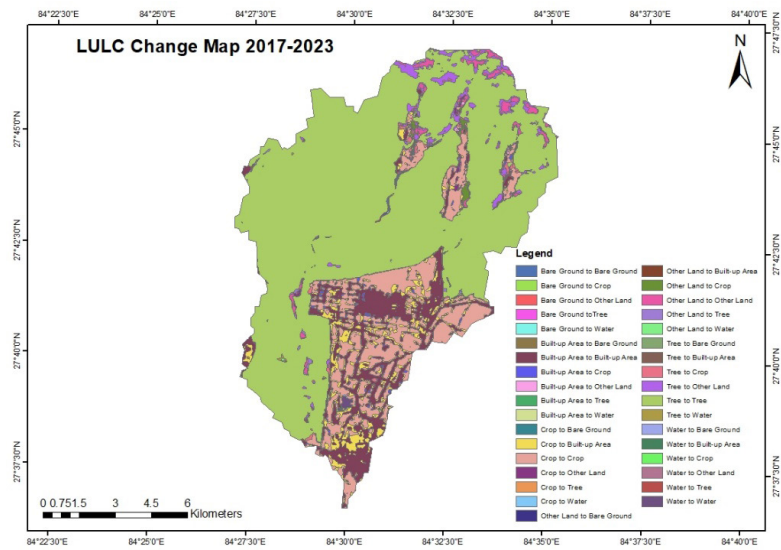 84°22'30"E 84°25'0"E 84°27'30"E 84°30'0"E 84°32'30"E 84°35'0"E 84°37'30"E 84°40'0"E
LULC Change Map 2017-2023
N
27°47'30"N
27°45'0"N 27°45'0"N
27°42'30"N 27°42'30"N
27°40'0"N 27°40'0"N
27°37'30"N 27°37'30"N
Legend
Bare Ground to Bare Ground
Bare Ground to Crop
Bare Ground to Other Land
Bare Ground toTree
Bare Ground to Water
Built-up Area to Bare Ground
Built-up Area to Built-up Area
Built-up Area to Crop
Built-up Area to Other Land
Built-up Area to Tree
Built-up Area to Water
Crop to Bare Ground
Crop to Built-up Area
Crop to Crop
Crop to Other Land
Crop to Tree
Crop to Water
Other Land to Bare Ground
Other Land to Built-up Area
Other Land to Crop
Other Land to Other Land
Other Land to Tree
Other Land to Water
Tree to Bare Ground
Tree to Built-up Area
Tree to Crop
Tree to Other Land
Tree to Tree
Tree to Water
Water to Bare Ground
Water to Built-up Area
Water to Crop
Water to Other Land
Water to Tree
Water to Water
0 0.75 1.5 3 4.5 6
Kilometers
84°22'30"E 84°25'0"E 84°27'30"E 84°30'0"E 84°32'30"E 84°35'0"E 84°37'30"E 84°40'0"E